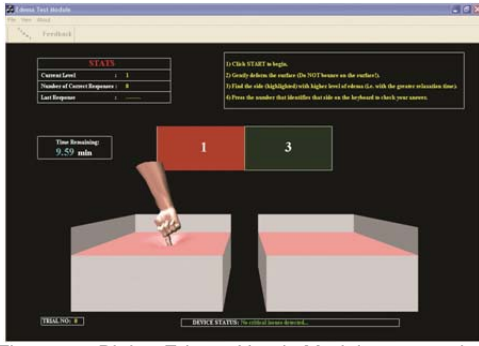 Edema Test Module
File View About
Feedback
STATS
Current Level : 1
Number of Correct Responses : 0
Last Response : --------
1) Click START to begin.
2) Gently deform the surface (Do NOT bounce on the surface!).
3) Find the side (highlighted) with higher level of edema (i.e. with the greater relaxation time).
4) Press the number that identifies that side on the keyboard to check your answer.
Time Remaining:
9.59 min
1
3
TRIAL NO: 0
DEVICE STATUS: No critical issues detected...